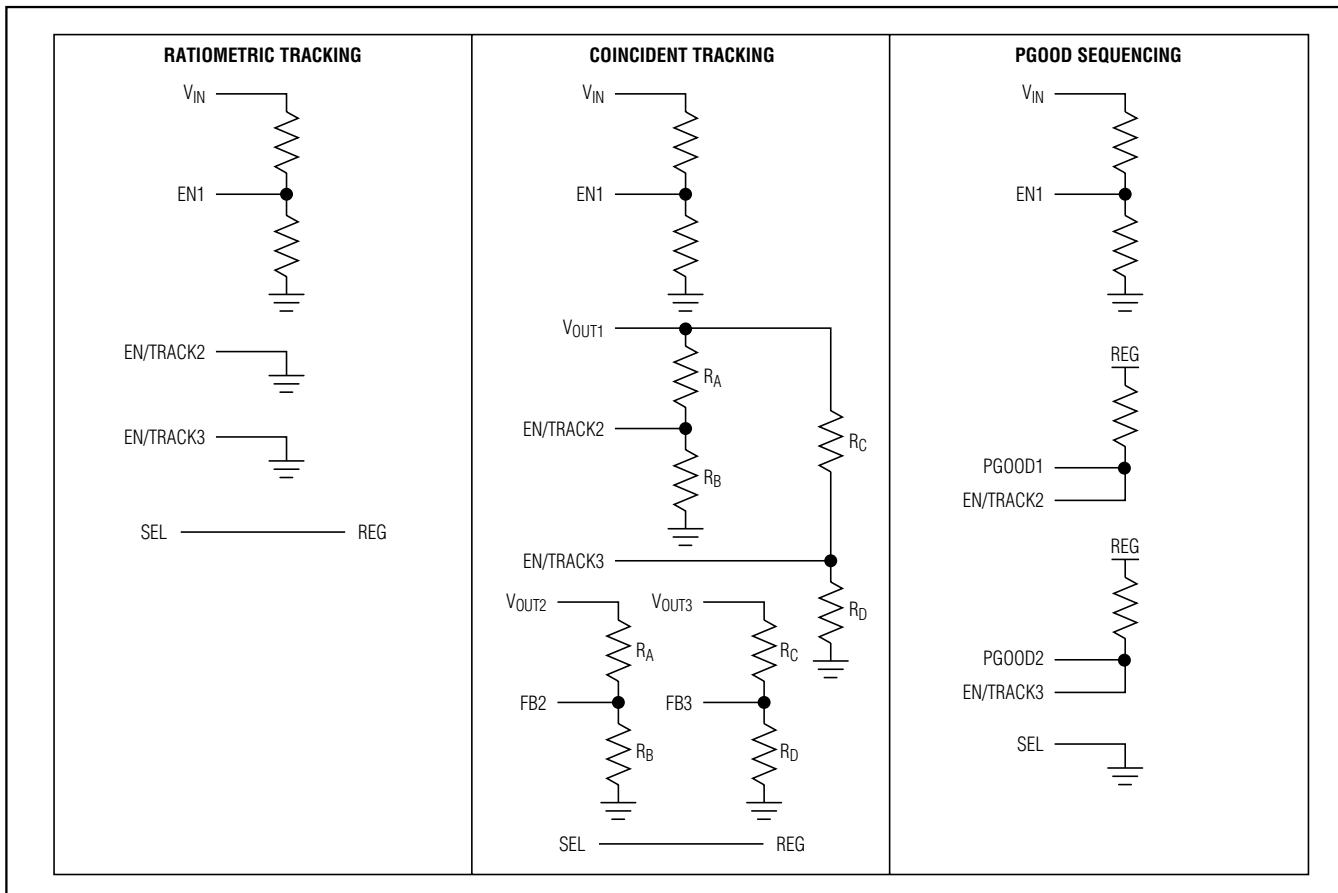 RATIOMETRIC TRACKING
VIN
EN1
EN/TRACK2
EN/TRACK3
SEL REG
COINCIDENT TRACKING
VIN
EN1
VOUT1
RA
EN/TRACK2
RC
RB
EN/TRACK3
VOUT2 VOUT3
RD
RA RC
FB2 FB3
RB RD
SEL REG
PGOOD SEQUENCING
VIN
EN1
REG
PGOOD1
EN/TRACK2
REG
PGOOD2
EN/TRACK3
SEL